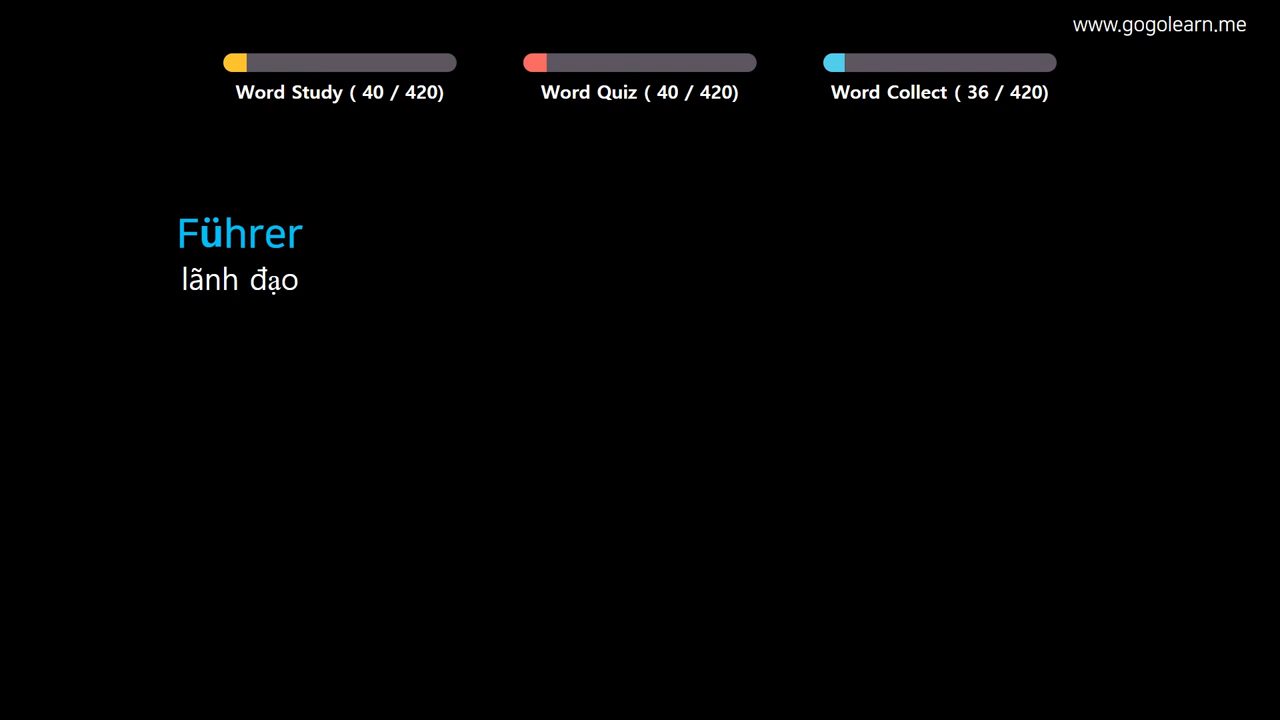 www.gogolearn.me
Word Study ( 40 / 420)
Word Quiz ( 40 / 420)
Word Collect ( 36 / 420)
Führer
lãnh đạo